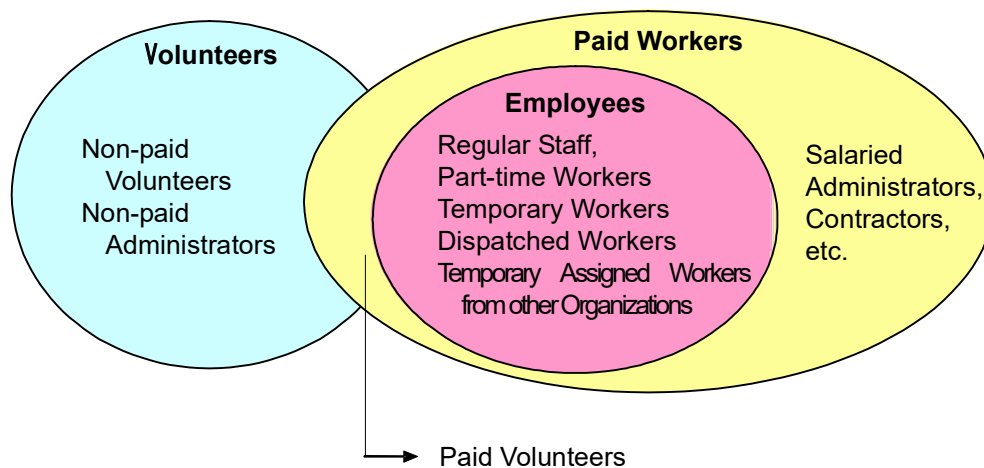 Volunteers
Non-paid
Volunteers
Non-paid
Administrators
Paid Workers
Employees
Regular Staff,
Part-time Workers
Temporary Workers
Dispatched Workers
Temporary Assigned Workers
from other Organizations
Salaried
Administrators,
Contractors,
etc.
Paid Volunteers